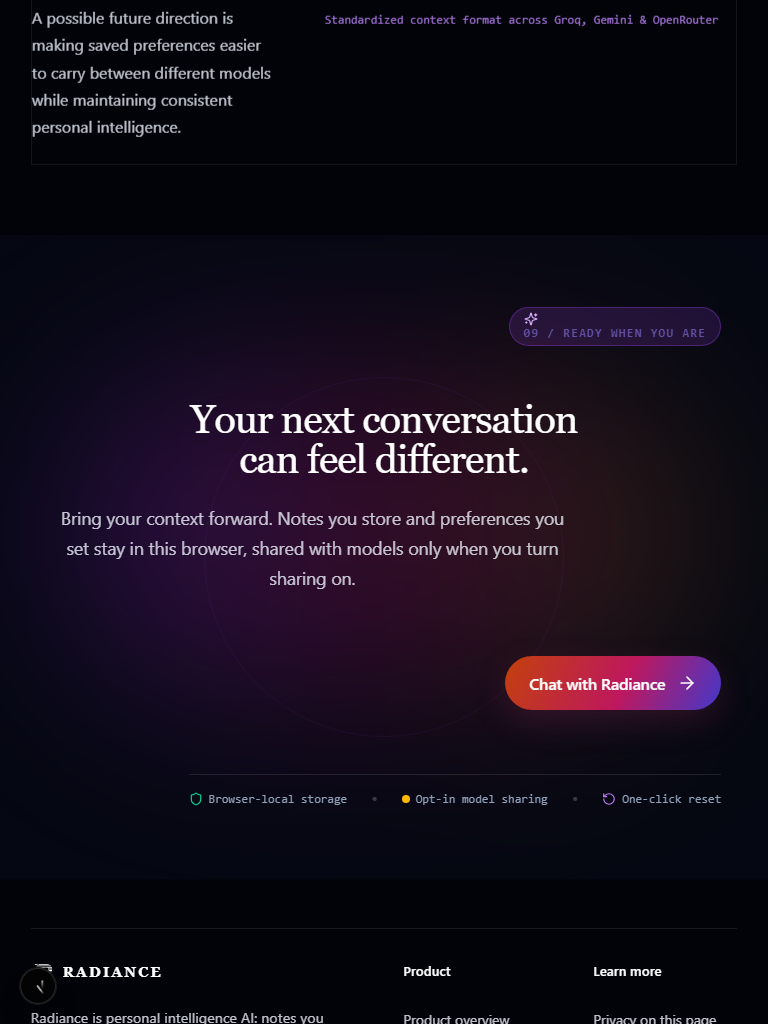 A possible future direction is
making saved preferences easier
to carry between different models
while maintaining consistent
personal intelligence.
Standardized context format across Groq, Gemini & OpenRouter
09 / READY WHEN YOU ARE
Your next conversation
can feel different.
Bring your context forward. Notes you store and preferences you
set stay in this browser, shared with models only when you turn
sharing on.
Chat with Radiance
Browser-local storage
Opt-in model sharing
One-click reset
RADIANCE
Product
Learn more
Radiance is personal intelligence AI: notes you
Product overview
Privacy on this page